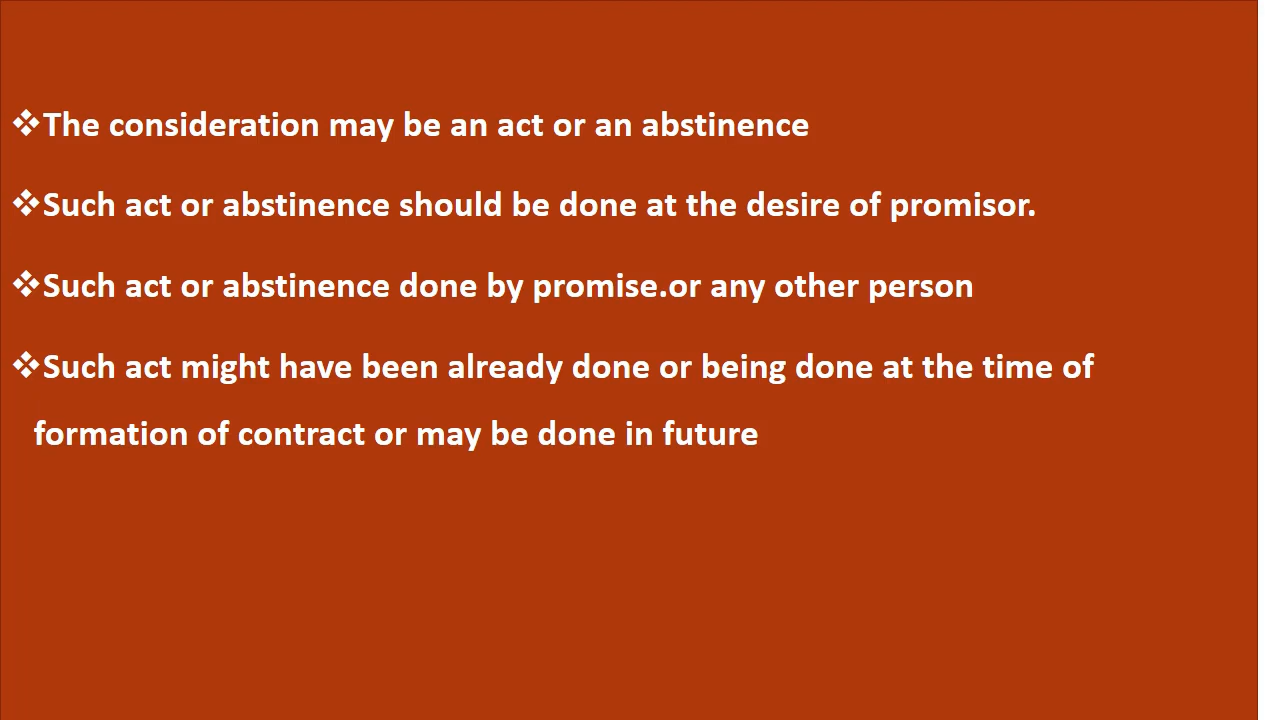 ❖The consideration may be an act or an abstinence
❖Such act or abstinence should be done at the desire of promisor.
❖Such act or abstinence done by promise.or any other person
❖Such act might have been already done or being done at the time of
formation of contract or may be done in future